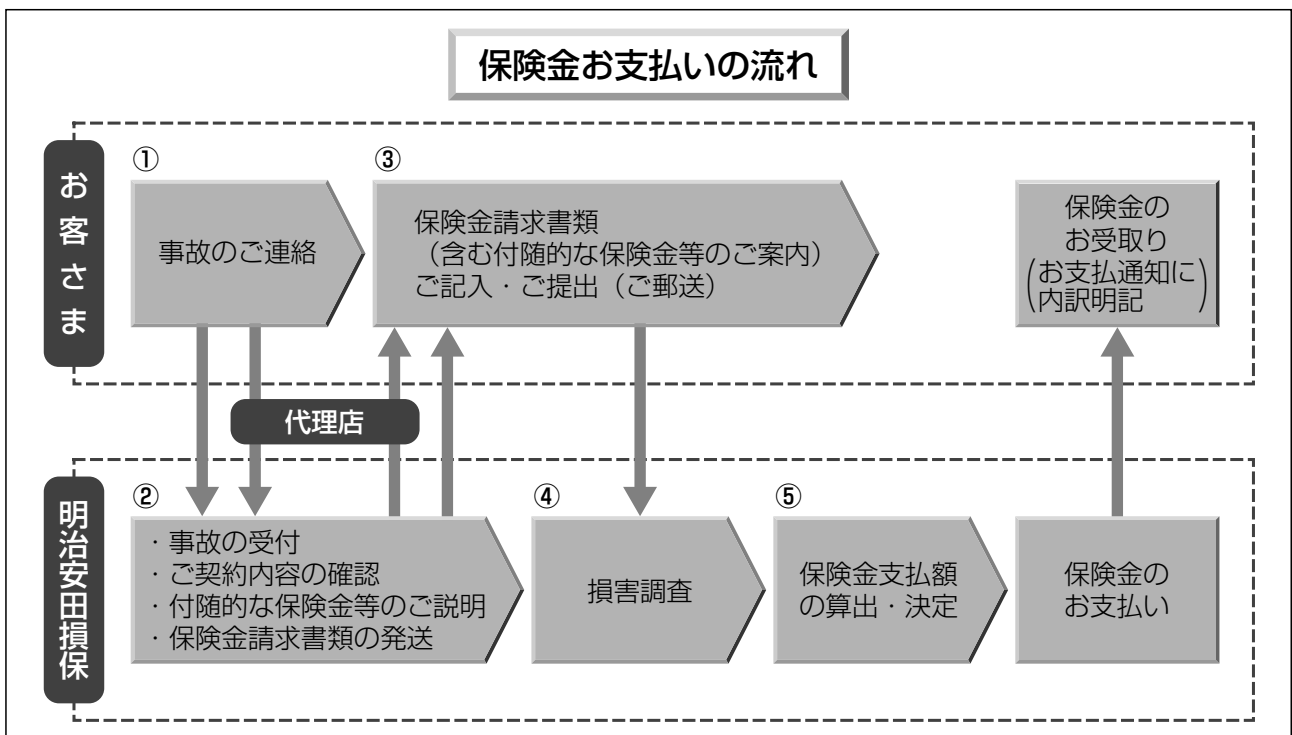 保険金お支払いの流れ
お客さま
①
事故のご連絡
③
保険金請求書類
（含む付随的な保険金等のご案内）
ご記入・ご提出（ご郵送）
保険金の
お受取り
(お支払通知に
内訳明記)
代理店
明治安田損保
②
・事故の受付
・ご契約内容の確認
・付随的な保険金等のご説明
・保険金請求書類の発送
④
損害調査
⑤
保険金支払額
の算出・決定
保険金の
お支払い